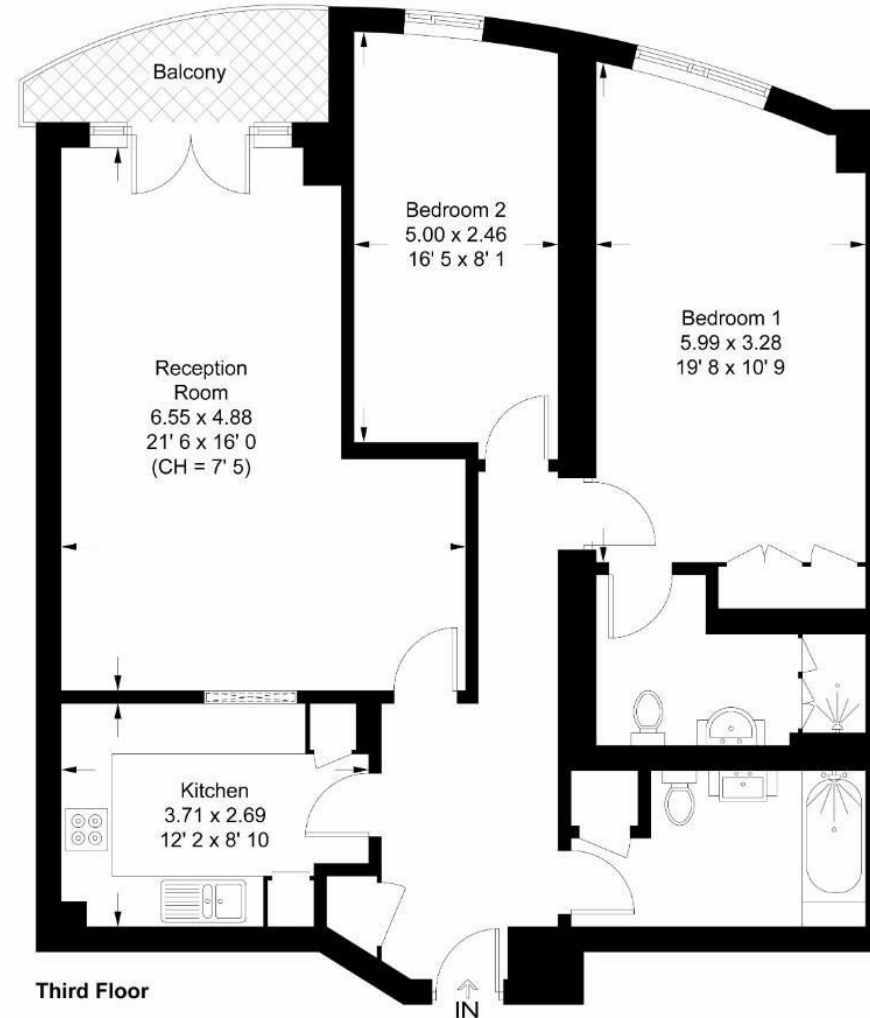 Balcony
Bedroom 2
5.00 x 2.46
16' 5 x 8' 1
Bedroom 1
5.99 x 3.28
19' 8 x 10' 9
Reception
Room
6.55 x 4.88
21' 6 x 16' 0
(CH = 7' 5)
Kitchen
3.71 x 2.69
12' 2 x 8' 10
Third Floor
IN